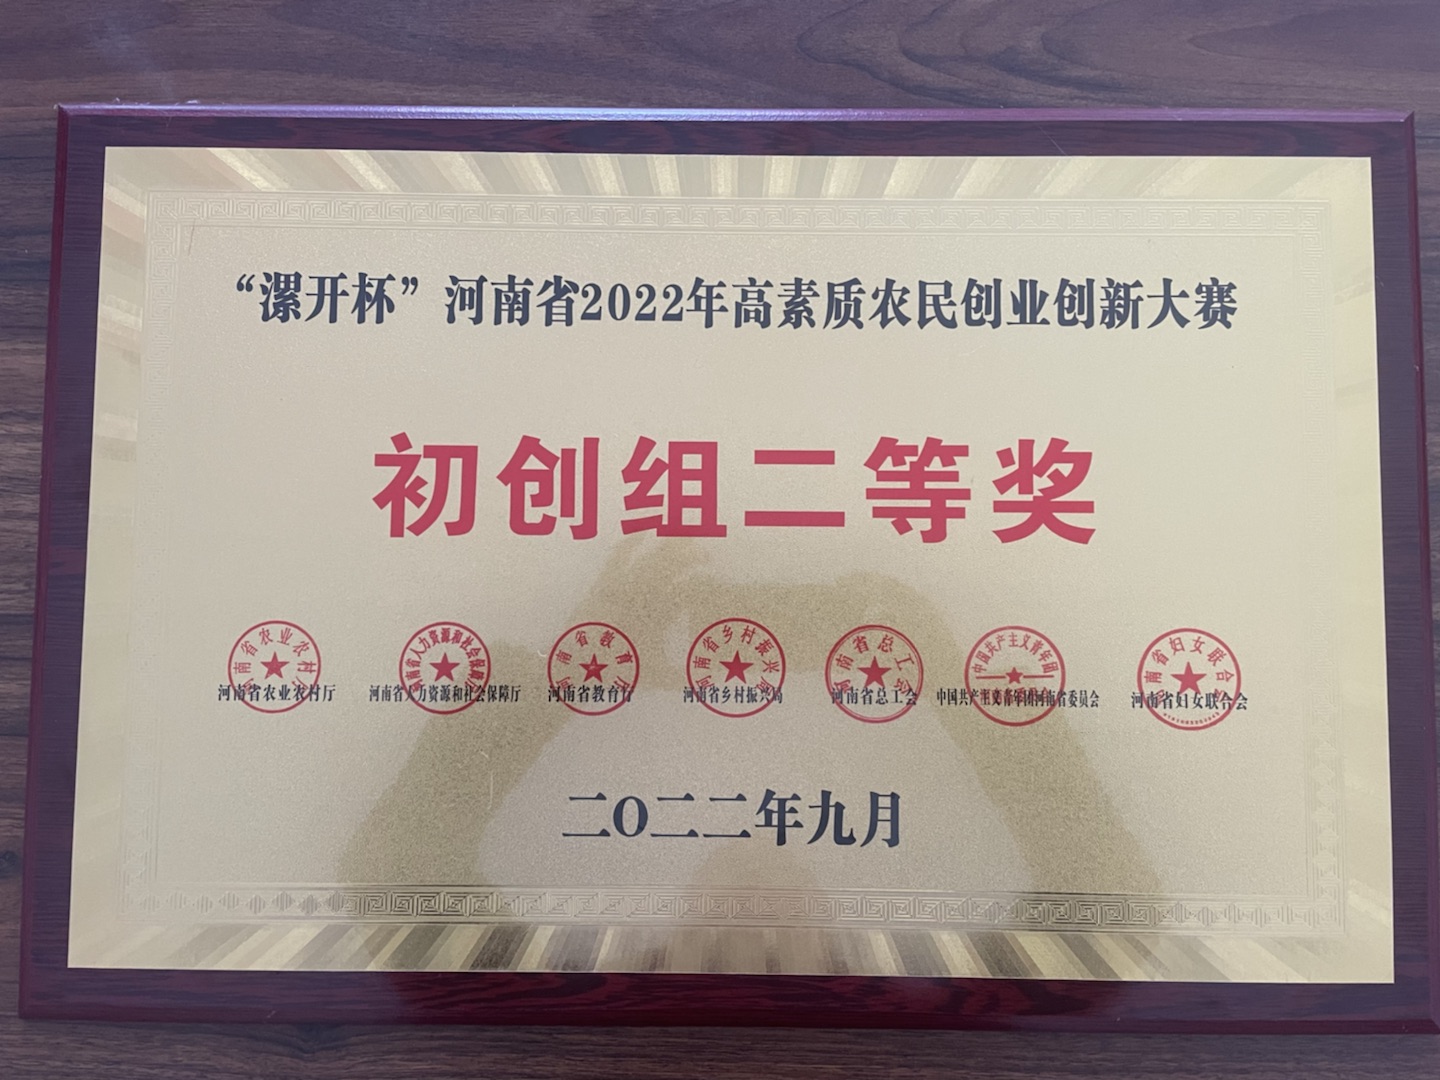 “漯开杯”河南省2022年高素质农民创业创新大赛
初创组二等奖
河南省农业农村厅 河南省人力资源和社会保障厅 河南省教育厅 河南省乡村振兴局 河南省总工会 中国共产主义青年团河南省委员会 河南省妇女联合会
二〇二二年九月